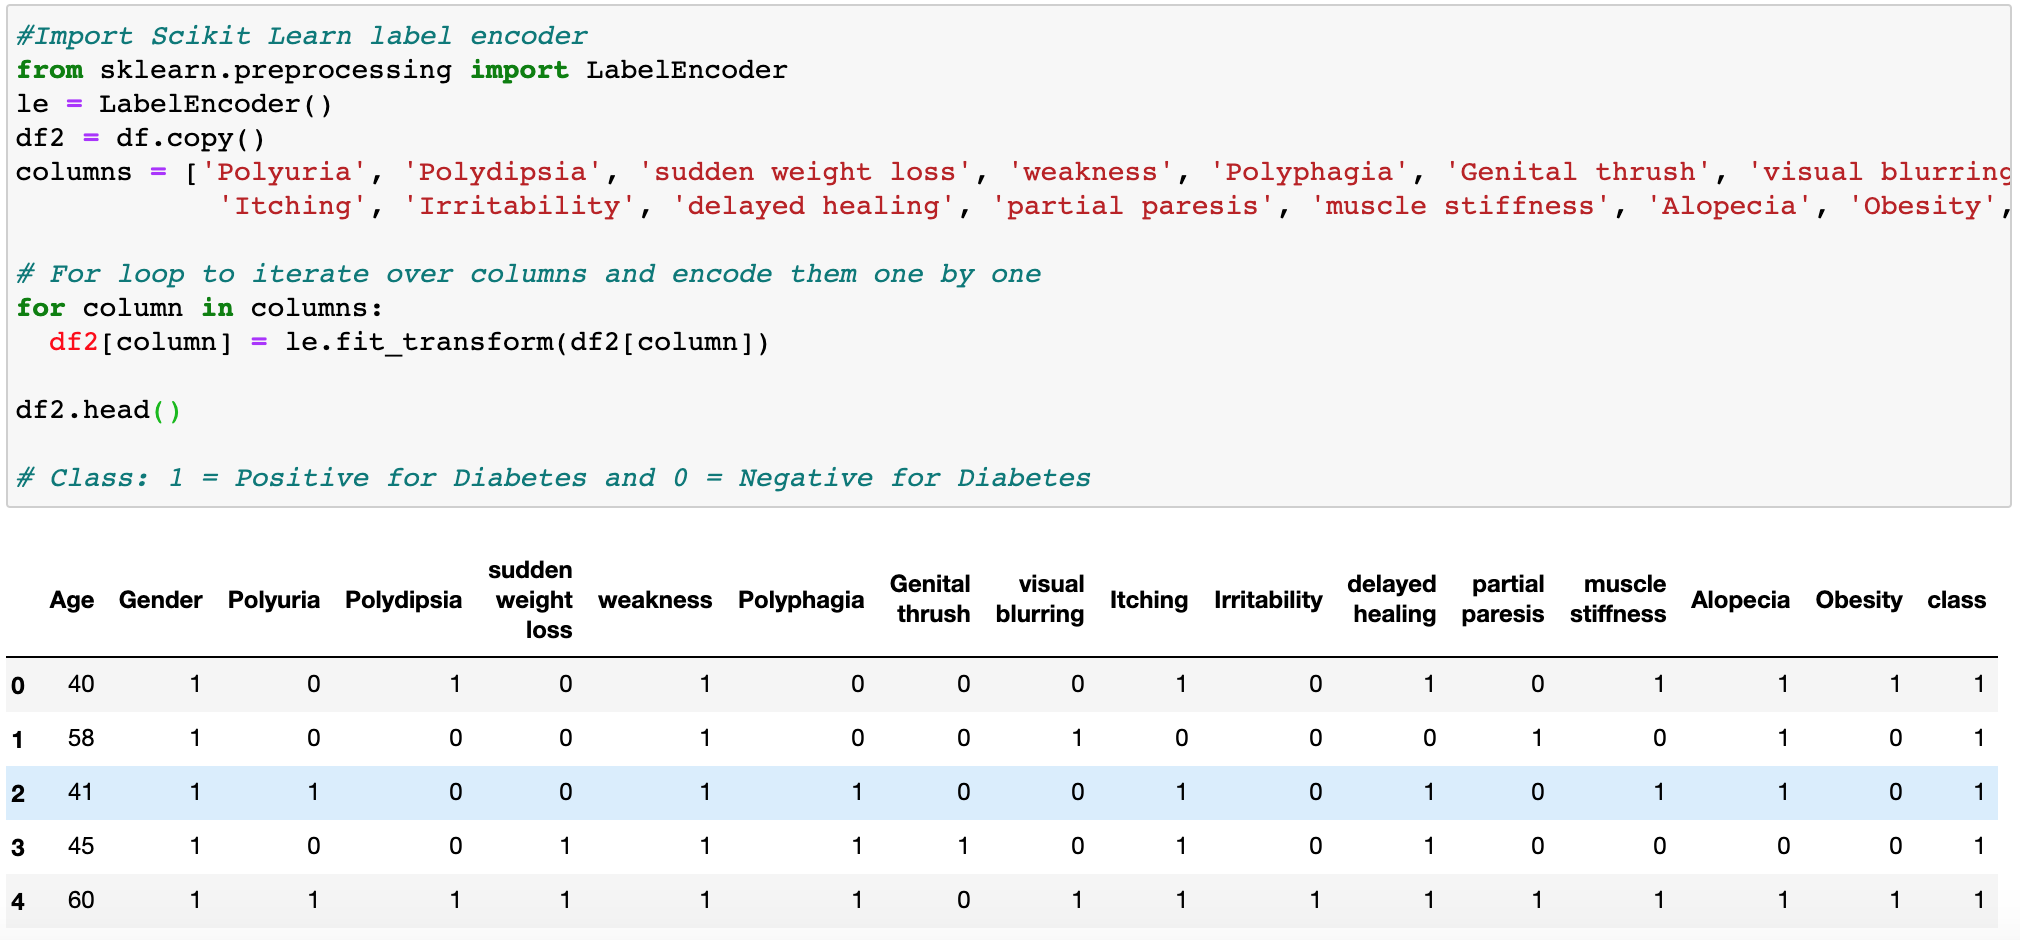 #Import Scikit Learn label encoder
from sklearn.preprocessing import LabelEncoder
le = LabelEncoder()
df2 = df.copy()
columns = ['Polyuria', 'Polydipsia', 'sudden weight loss', 'weakness', 'Polyphagia', 'Genital thrush', 'visual blurring
'Itching', 'Irritability', 'delayed healing', 'partial paresis', 'muscle stiffness', 'Alopecia', 'Obesity',
# For loop to iterate over columns and encode them one by one
for column in columns:
df2[column] = le.fit_transform(df2[column])
df2.head()
# Class: 1 = Positive for Diabetes and 0 = Negative for Diabetes
Age Gender Polyuria Polydipsia sudden weight loss weakness Polyphagia Genital thrush visual blurring Itching Irritability delayed healing partial paresis muscle stiffness Alopecia Obesity class
0 40 1 0 1 0 1 0 0 0 1 0 1 0 1 1 1 1
1 58 1 0 0 0 1 0 0 1 0 0 0 1 0 1 0 1
2 41 1 1 0 0 1 1 0 0 1 0 1 0 1 1 0 1
3 45 1 0 0 1 1 1 1 0 1 0 1 0 0 0 0 1
4 60 1 1 1 1 1 1 0 1 1 1 1 1 1 1 1 1